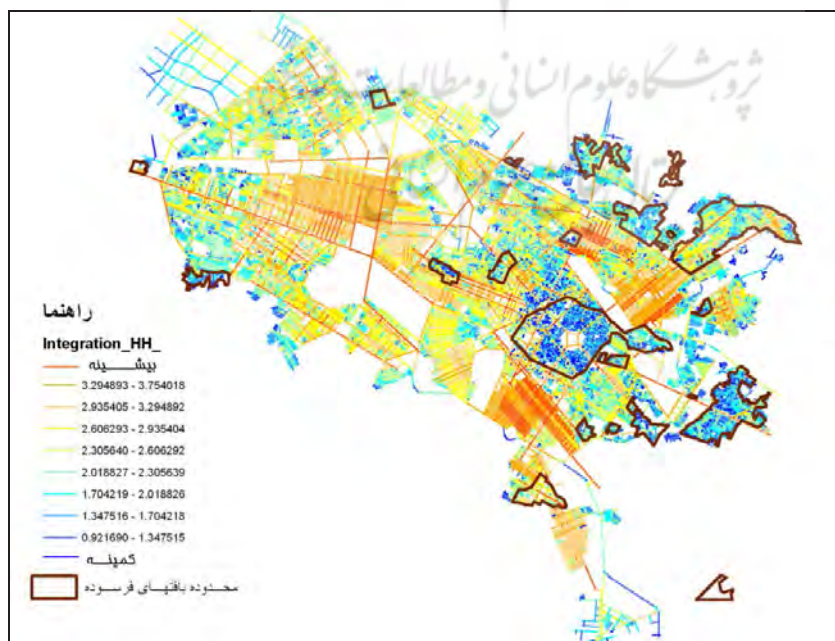 پژوهشگاه علوم انسانی و مطالعات فرهنگی
راهنما
Integration_HH_
بیشینه
3.294893 - 3.754018
2.935405 - 3.294892
2.606293 - 2.935404
2.305640 - 2.606292
2.018827 - 2.305639
1.704219 - 2.018826
1.347516 - 1.704218
0.921690 - 1.347515
کمینه
محدوده بافتهای فرسوده